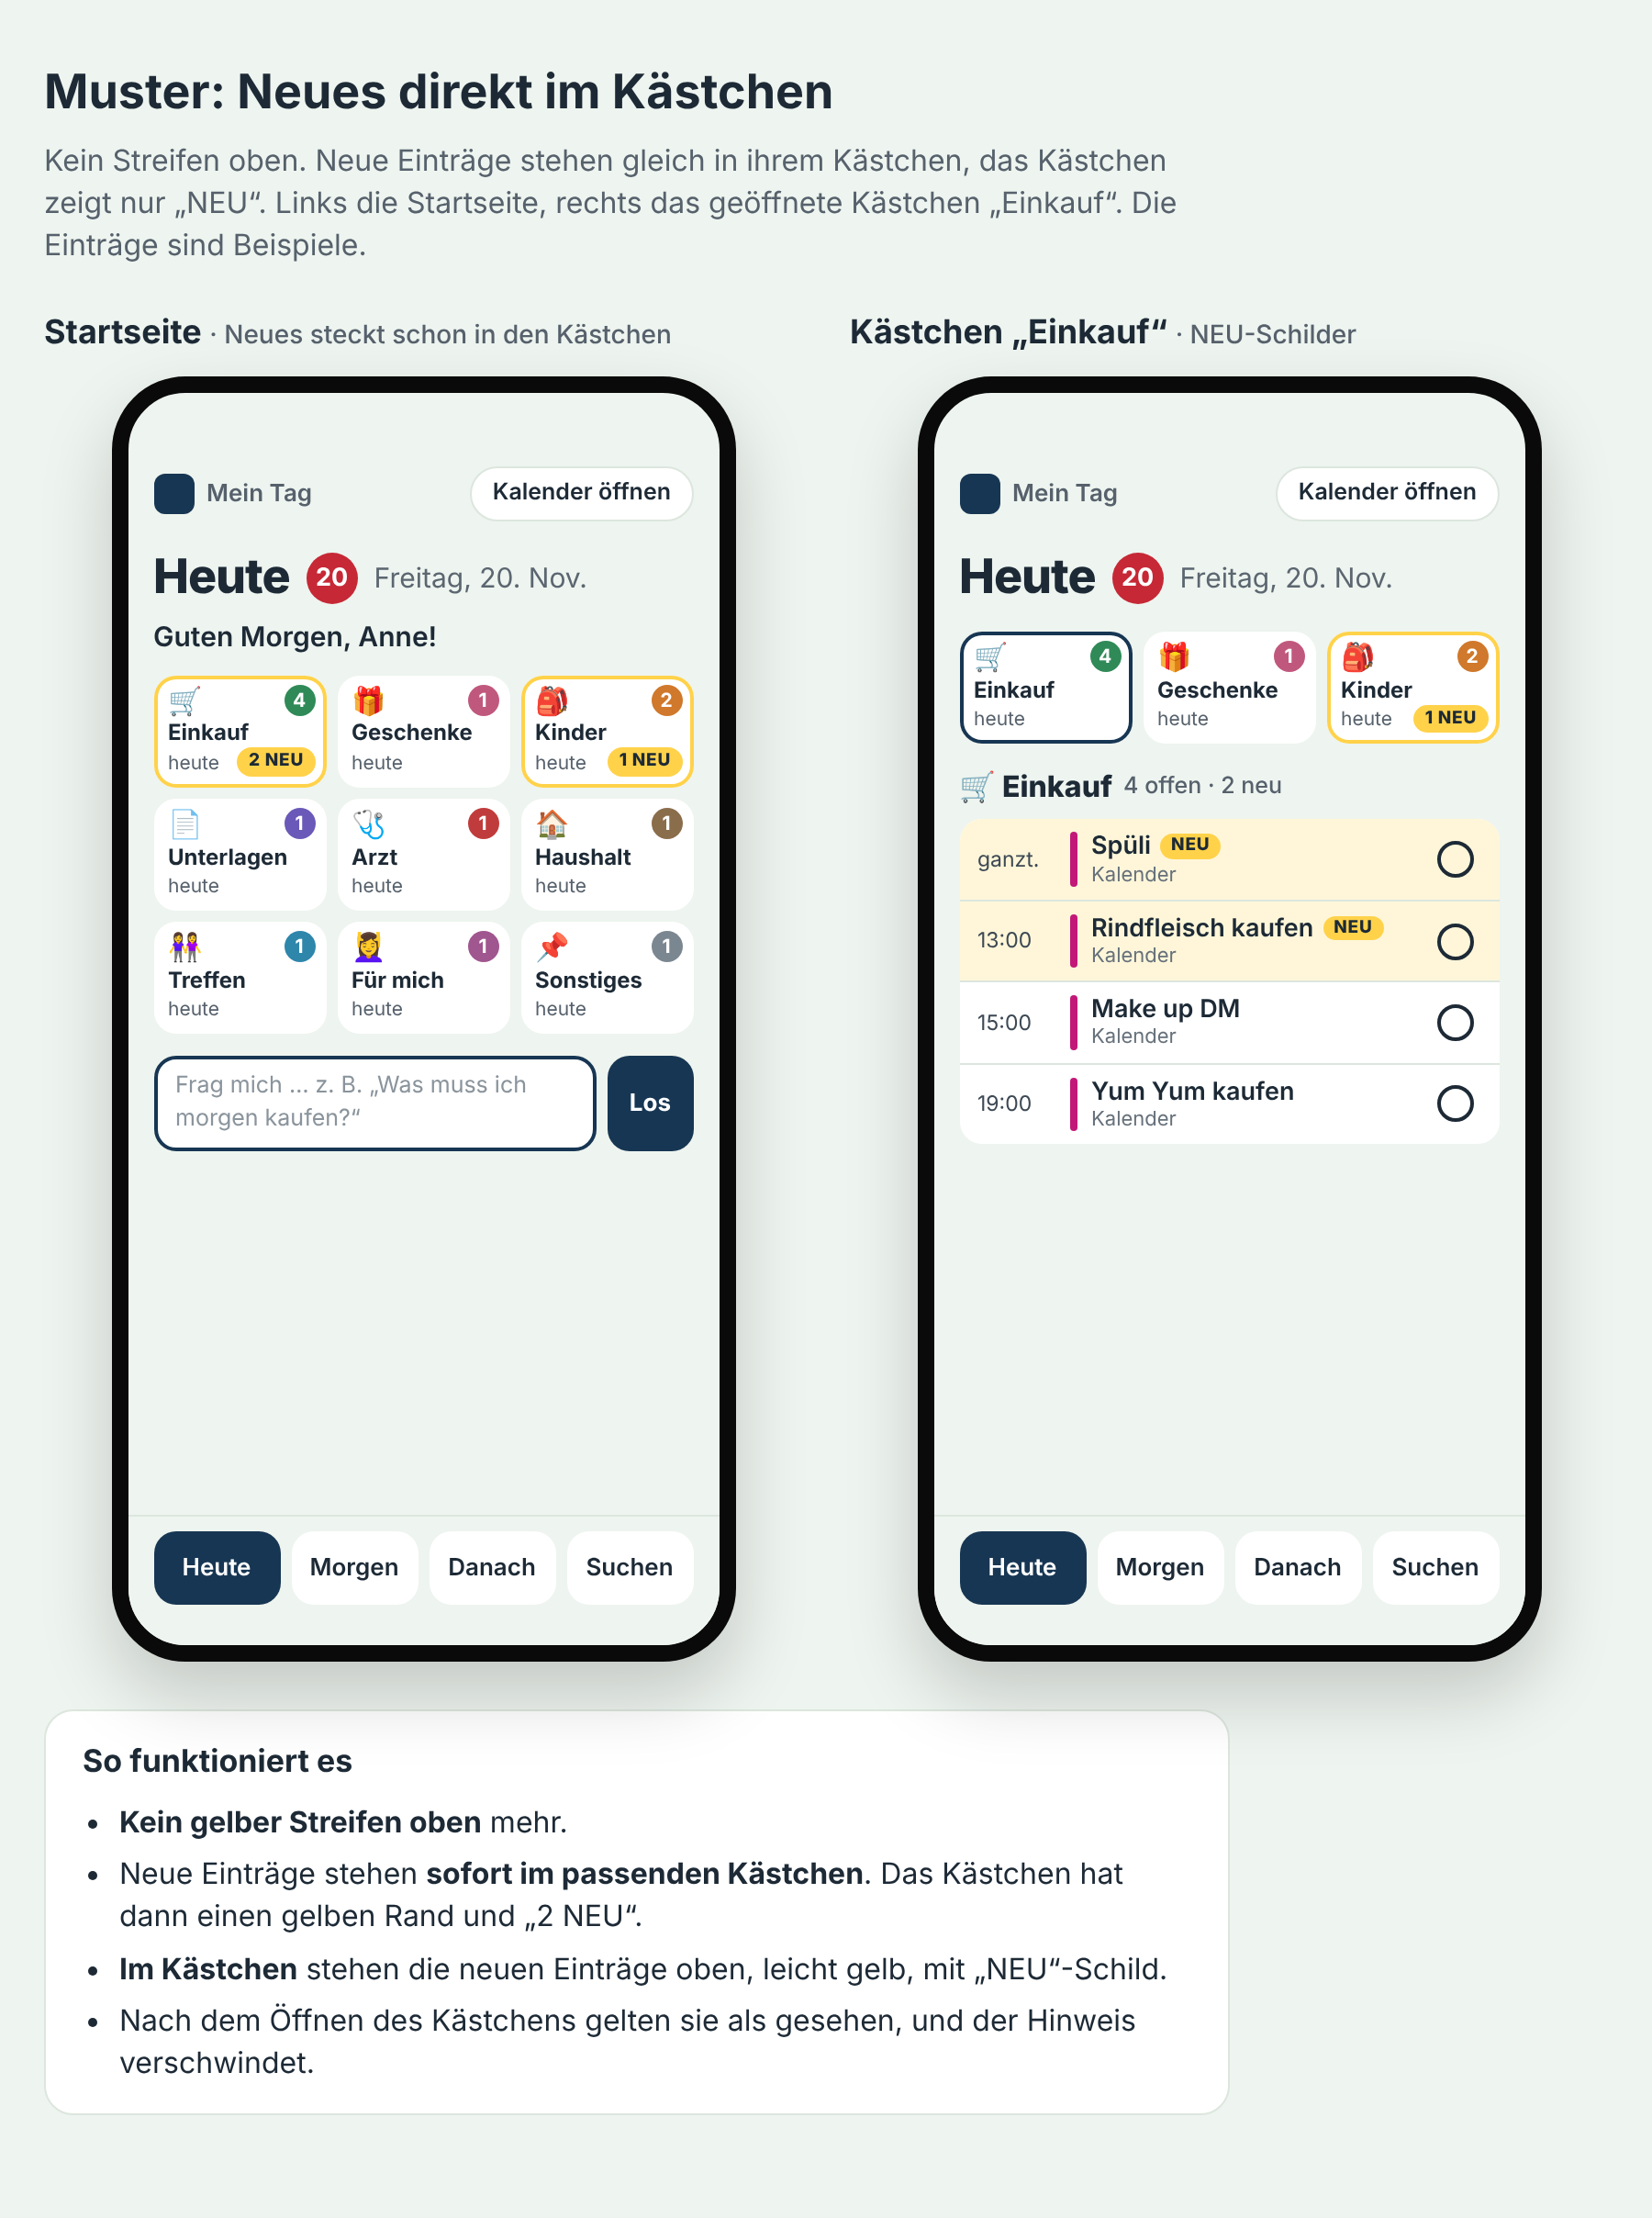 Muster: Neues direkt im Kästchen
Kein Streifen oben. Neue Einträge stehen gleich in ihrem Kästchen, das Kästchen
zeigt nur „NEU“. Links die Startseite, rechts das geöffnete Kästchen „Einkauf“. Die
Einträge sind Beispiele.
Startseite · Neues steckt schon in den Kästchen
Mein Tag Kalender öffnen
Heute 20 Freitag, 20. Nov.
Guten Morgen, Anne!
4 1 2
Einkauf Geschenke Kinder
heute 2 NEU heute heute 1 NEU
1 1 1
Unterlagen Arzt Haushalt
heute heute heute
1 1 1
Treffen Für mich Sonstiges
heute heute heute
Frag mich ... z. B. „Was muss ich
morgen kaufen?“
Los
Heute Morgen Danach Suchen
Kästchen „Einkauf“ · NEU-Schilder
Mein Tag Kalender öffnen
Heute 20 Freitag, 20. Nov.
4 1 2
Einkauf Geschenke Kinder
heute heute heute 1 NEU
Einkauf 4 offen · 2 neu
ganzt. Spüli NEU
Kalender
13:00 Rindfleisch kaufen NEU
Kalender
15:00 Make up DM
Kalender
19:00 Yum Yum kaufen
Kalender
Heute Morgen Danach Suchen
So funktioniert es
• Kein gelber Streifen oben mehr.
• Neue Einträge stehen sofort im passenden Kästchen. Das Kästchen hat
dann einen gelben Rand und „2 NEU“.
• Im Kästchen stehen die neuen Einträge oben, leicht gelb, mit „NEU“-Schild.
• Nach dem Öffnen des Kästchens gelten sie als gesehen, und der Hinweis
verschwindet.